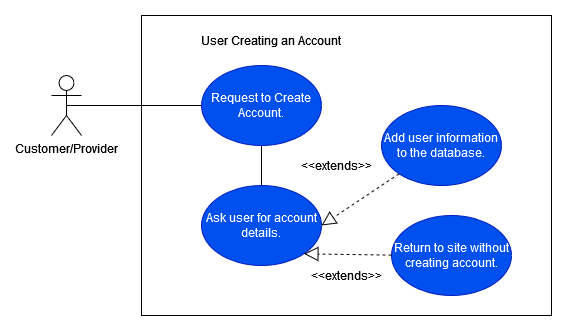 User Creating an Account
Request to Create
Account.
Customer/Provider
Add user information
to the database.
<<extends>>
Ask user for account
details.
Return to site without
creating account.
<<extends>>